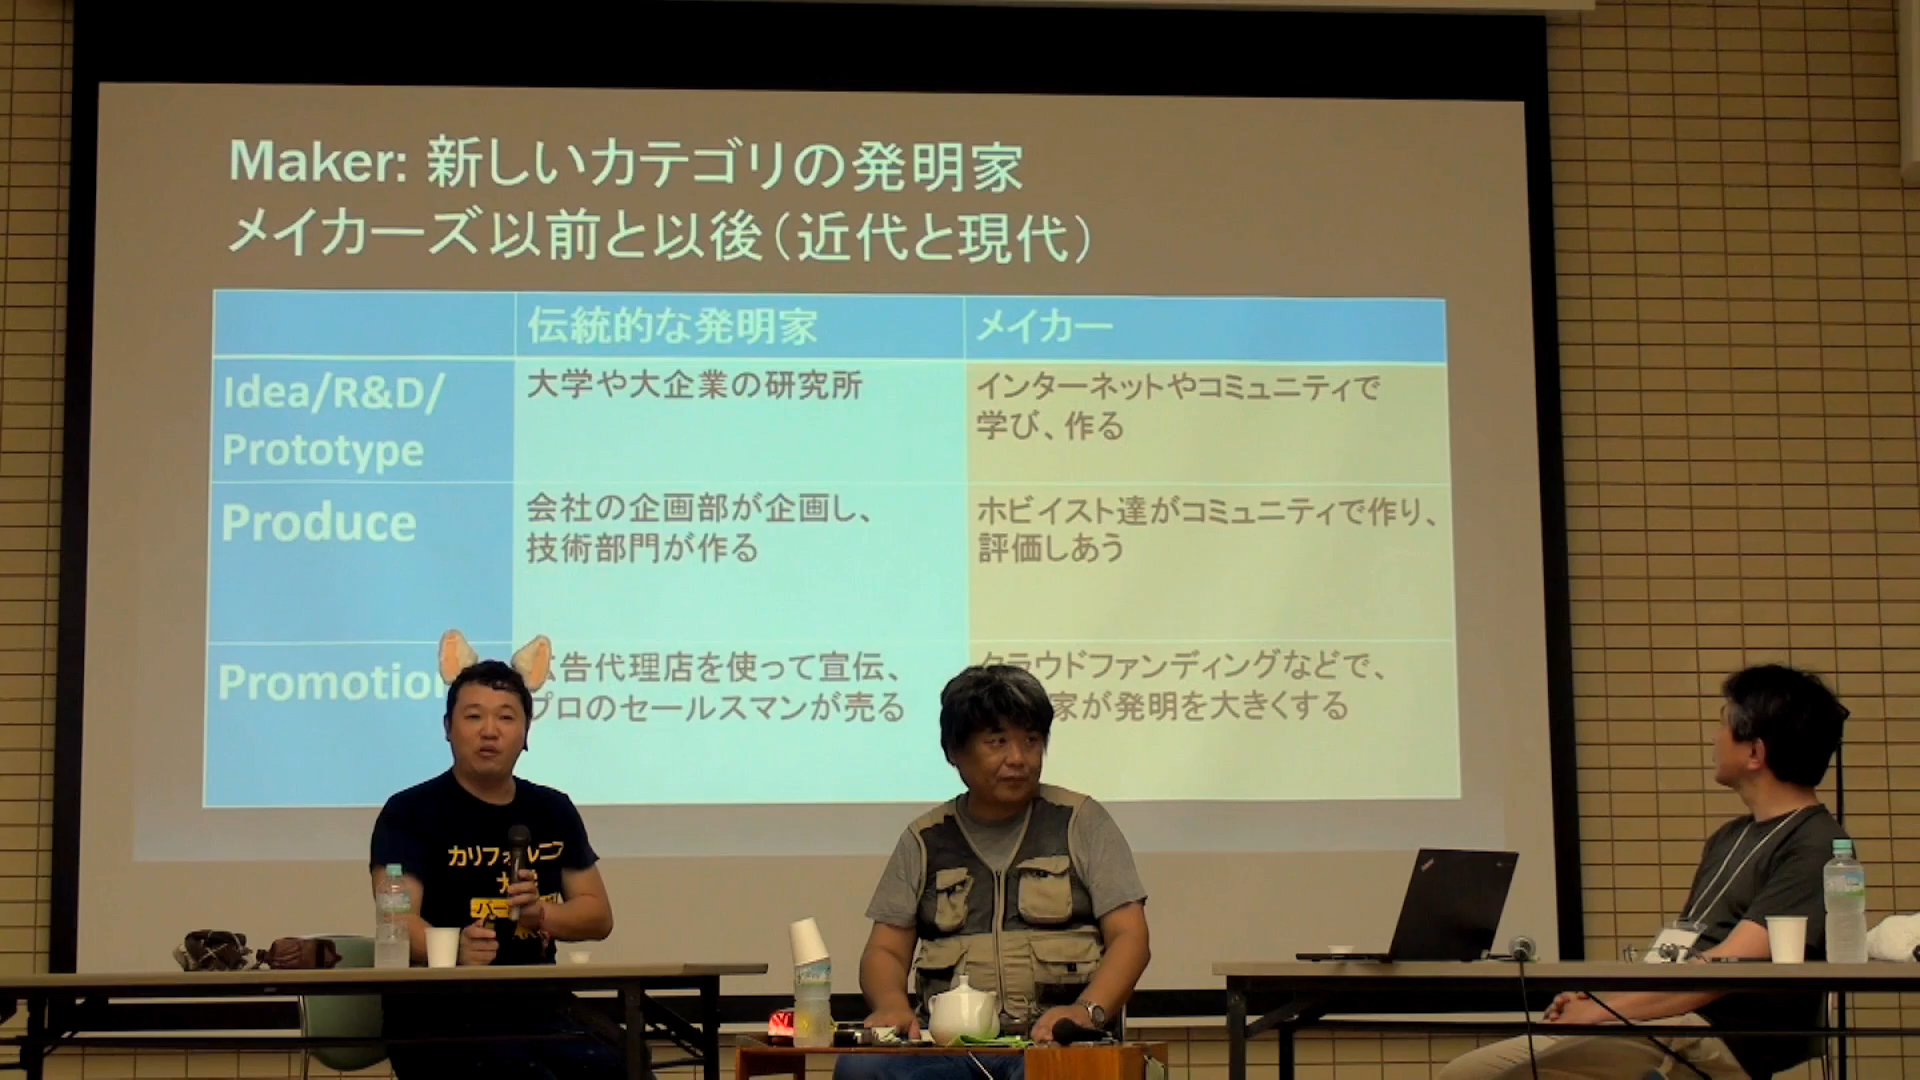 Maker: 新しいカテゴリの発明家
メイカーズ以前と以後（近代と現代）
伝統的な発明家
メイカー
Idea/R&D/
Prototype
大学や大企業の研究所
インターネットやコミュニティで
学び、作る
Produce
会社の企画部が企画し、
技術部門が作る
ホビイスト達がコミュニティで作り、
評価しあう
Promotion
告代理店を使って宣伝、
プロのセールスマンが売る
クラウドファンディングなどで、
家が発明を大きくする
カリフォルニア